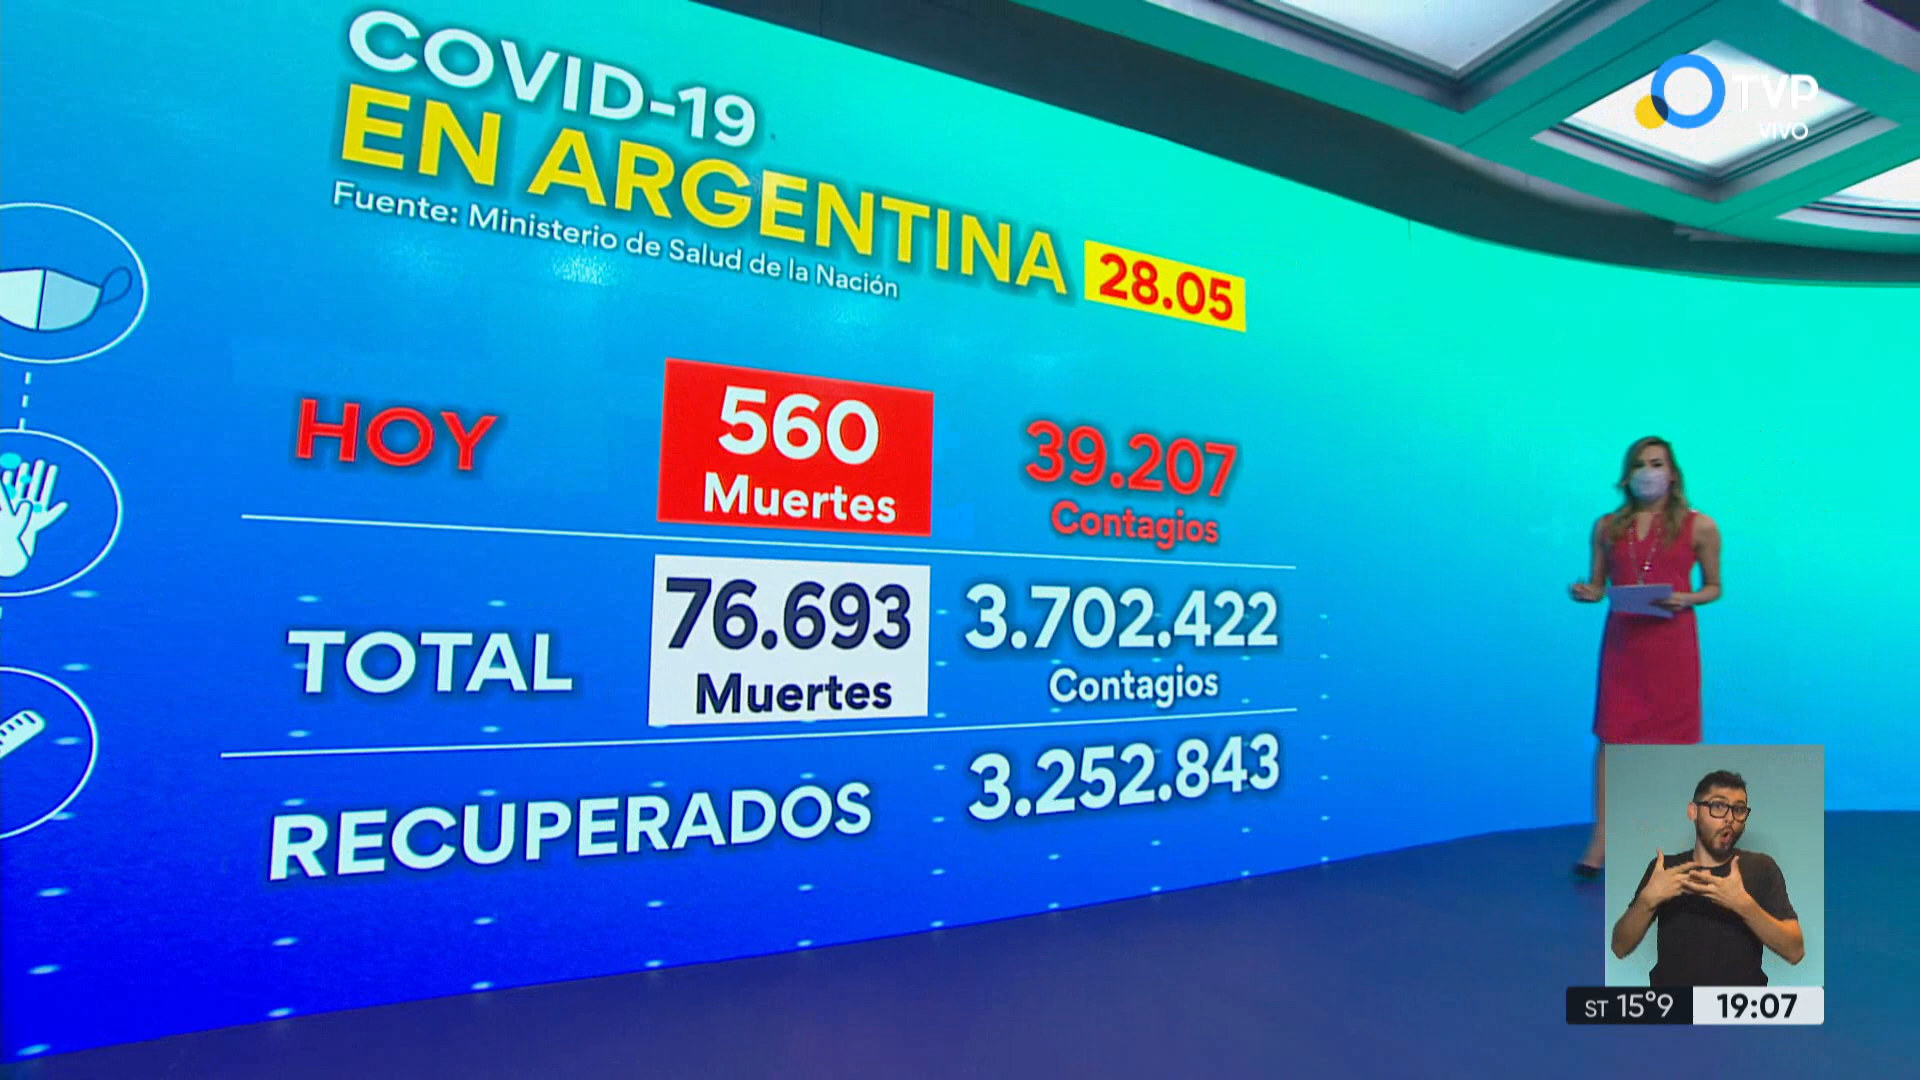 COVID-19
EN ARGENTINA 28.05
Fuente: Ministerio de Salud de la Nación
HOY
560
Muertes
39.207
Contagios
TOTAL
76.693
Muertes
3.702.422
Contagios
RECUPERADOS
3.252.843
TVP
VIVO
ST 15°9
19:07